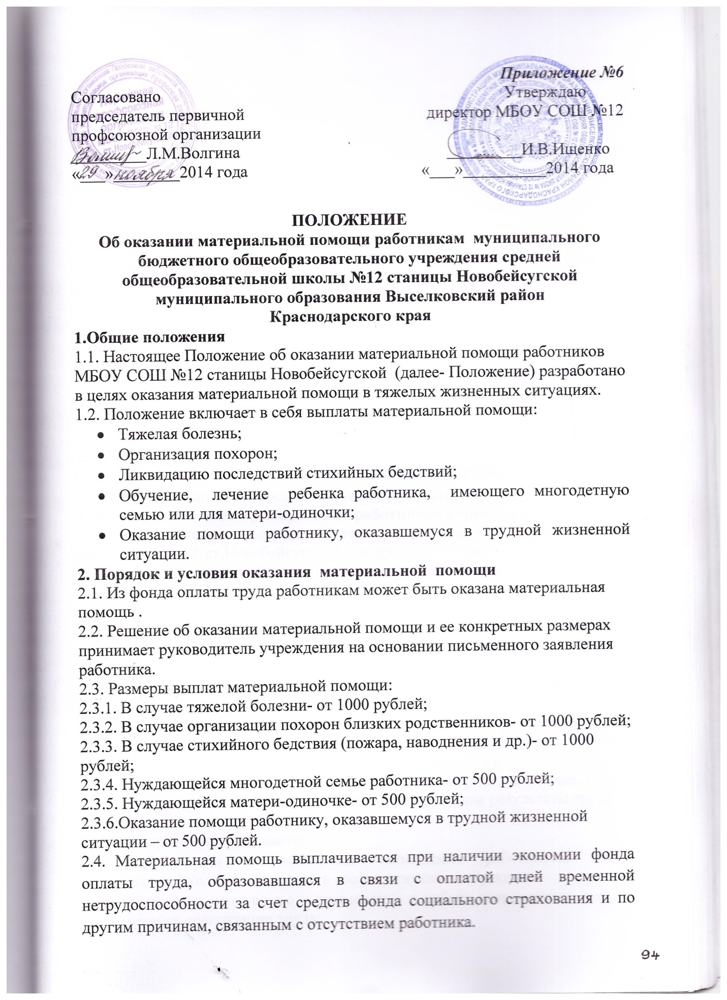 Приложение №6
Согласовано
председатель первичной
профсоюзной организации
Л.М.Волгина
«29» ноября 2014 года
Утверждаю
директор МБОУ СОШ №12
И.В.Ищенко
«___»__________2014 года
ПОЛОЖЕНИЕ
Об оказании материальной помощи работникам муниципального
бюджетного общеобразовательного учреждения средней
общеобразовательной школы №12 станицы Новобейсугской
муниципального образования Выселковский район
Краснодарского края
1.Общие положения
1.1. Настоящее Положение об оказании материальной помощи работников
МБОУ СОШ №12 станицы Новобейсугской (далее- Положение) разработано
в целях оказания материальной помощи в тяжелых жизненных ситуациях.
1.2. Положение включает в себя выплаты материальной помощи:
• Тяжелая болезнь;
• Организация похорон;
• Ликвидацию последствий стихийных бедствий;
• Обучение, лечение ребенка работника, имеющего многодетную
семью или для матери-одиночки;
• Оказание помощи работнику, оказавшемуся в трудной жизненной
ситуации.
2. Порядок и условия оказания материальной помощи
2.1. Из фонда оплаты труда работникам может быть оказана материальная
помощь .
2.2. Решение об оказании материальной помощи и ее конкретных размерах
принимает руководитель учреждения на основании письменного заявления
работника.
2.3. Размеры выплат материальной помощи:
2.3.1. В случае тяжелой болезни- от 1000 рублей;
2.3.2. В случае организации похорон близких родственников- от 1000 рублей;
2.3.3. В случае стихийного бедствия (пожара, наводнения и др.)- от 1000
рублей;
2.3.4. Нуждающейся многодетной семье работника- от 500 рублей;
2.3.5. Нуждающейся матери-одиночке- от 500 рублей;
2.3.6.Оказание помощи работнику, оказавшемуся в трудной жизненной
ситуации – от 500 рублей.
2.4. Материальная помощь выплачивается при наличии экономии фонда
оплаты труда, образовавшаяся в связи с оплатой дней временной
нетрудоспособности за счет средств фонда социального страхования и по
другим причинам, связанным с отсутствием работника.
94